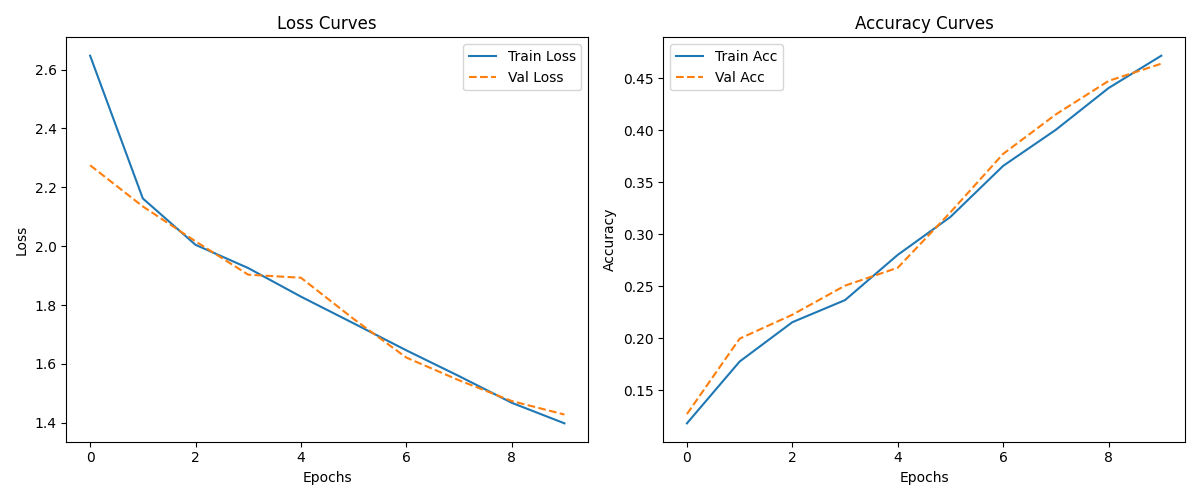 Loss Curves
Train Loss
Val Loss
2.6
2.4
2.2
2.0
1.8
1.6
1.4
Loss
0 2 4 6 8
Epochs
Accuracy Curves
Train Acc
Val Acc
0.45
0.40
0.35
0.30
0.25
0.20
0.15
Accuracy
0 2 4 6 8
Epochs